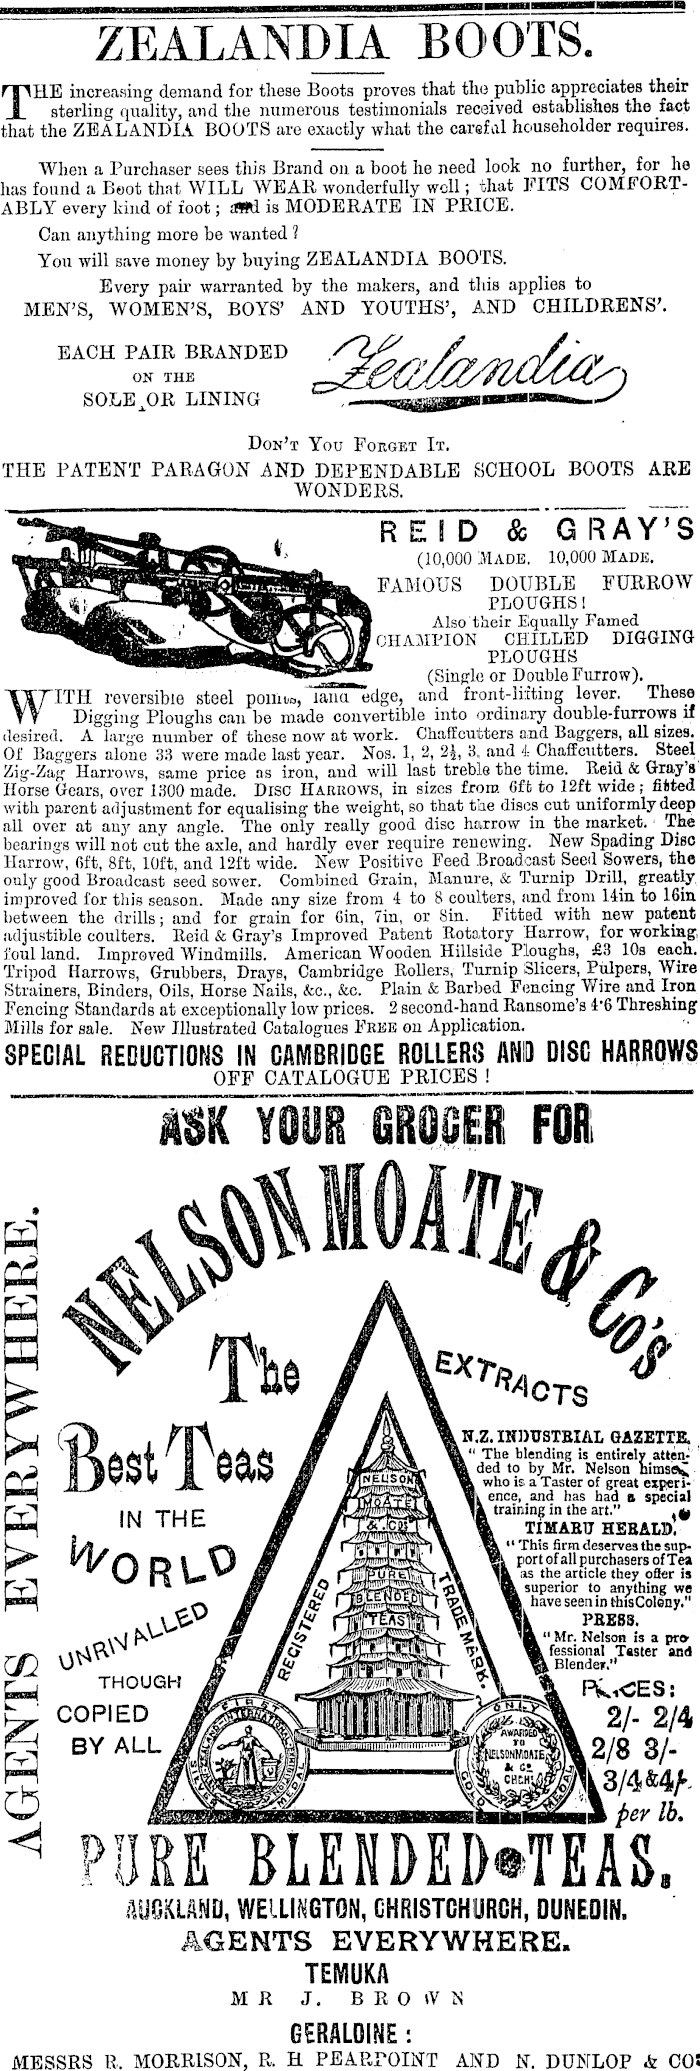 ZEALANDIA BOOTS.
THE increasing demand for these Boots proves that the public appreciates their
sterling quality, and the numerous testimonials received establishes the fact
that the ZEALANDIA BOOTS are exactly what the careful householder requires.
When a Purchaser sees this Brand on a boot he need look no further, for he
has found a Boot that WILL WEAR wonderfully well; that FITS COMFORT-
ABLY every kind of foot; and is MODERATE IN PRICE.
Can anything more be wanted?
You will save money by buying ZEALANDIA BOOTS.
Every pair warranted by the makers, and this applies to
MEN'S, WOMEN'S, BOYS' AND YOUTHS', AND CHILDRENS'.
EACH PAIR BRANDED
ON THE
SOLE OR LINING
Zealandia
DON'T YOU FORGET IT.
THE PATENT PARAGON AND DEPENDABLE SCHOOL BOOTS ARE
WONDERS.
REID & GRAY'S
(10,000 MADE. 10,000 MADE.
FAMOUS DOUBLE FURROW
PLOUGHS!
Also their Equally Famed
CHAMPION CHILLED DIGGING
PLOUGHS
(Single or Double Furrow).
WITH reversible steel points, land edge, and front-lifting lever. These
Digging Ploughs can be made convertible into ordinary double-furrows if
desired. A large number of these now at work. Chaffcutters and Baggers, all sizes.
Of Baggers alone 33 were made last year. Nos. 1, 2, 2½, 3, and 4 Chaffcutters. Steel
Zig-Zag Harrows, same price as iron, and will last treble the time. Reid & Gray's
Horse Gears, over 1300 made. DISC HARROWS, in sizes from 6ft to 12ft wide; fitted
with parent adjustment for equalising the weight, so that the discs cut uniformly deep
all over at any any angle. The only really good disc harrow in the market. The
bearings will not cut the axle, and hardly ever require renewing. New Spading Disc
Harrow, 6ft, 8ft, 10ft, and 12ft wide. New Positive Feed Broadcast Seed Sowers, the
only good Broadcast seed sower. Combined Grain, Manure, & Turnip Drill, greatly
improved for this season. Made any size from 4 to 8 coulters, and from 14in to 16in
between the drills; and for grain for 6in, 7in, or 8in. Fitted with new patent
adjustible coulters. Reid & Gray's Improved Patent Rotatory Harrow, for working
foul land. Improved Windmills. American Wooden Hillside Ploughs, £3 10s each.
Tripod Harrows, Grubbers, Drays, Cambridge Rollers, Turnip Slicers, Pulpers, Wire
Strainers, Binders, Oils, Horse Nails, &c., &c. Plain & Barbed Fencing Wire and Iron
Fencing Standards at exceptionally low prices. 2 second-hand Ransome's 4·6 Threshing
Mills for sale. New Illustrated Catalogues FREE on Application.
SPECIAL REDUCTIONS IN CAMBRIDGE ROLLERS AND DISC HARROWS
OFF CATALOGUE PRICES!
ASK YOUR GROCER FOR
NELSON MOATE & Co's
AGENTS EVERYWHERE.
The
Best Teas
IN THE
WORLD
UNRIVALLED
THOUGH
COPIED
BY ALL
NELSON
MOATE
& Co's
PURE
BLENDED
TEAS
REGISTERED
TRADE MARK.
FIRST
NEW ZEALAND INTERNATIONAL EXHIBITION
SILVER MEDAL
ONLY
AWARDED
TO
NELSON MOATE
& Co
CHCH
GOLD MEDAL
EXTRACTS
N.Z. INDUSTRIAL GAZETTE.
"The blending is entirely atten-
ded to by Mr. Nelson himself
who is a Taster of great experi-
ence, and has had a special
training in the art."
TIMARU HERALD.
"This firm deserves the sup-
port of all purchasers of Tea
as the article they offer is
superior to anything we
have seen in this Colony."
PRESS.
"Mr. Nelson is a pro-
fessional Taster and
Blender."
PRICES:
2/- 2/4
2/8 3/-
3/4 & 4/-
per lb.
PURE BLENDED TEAS.
AUCKLAND, WELLINGTON, CHRISTCHURCH, DUNEDIN.
AGENTS EVERYWHERE.
TEMUKA
MR J. BROWN
GERALDINE:
MESSRS R. MORRISON, R. H PEARPOINT AND N. DUNLOP & CO